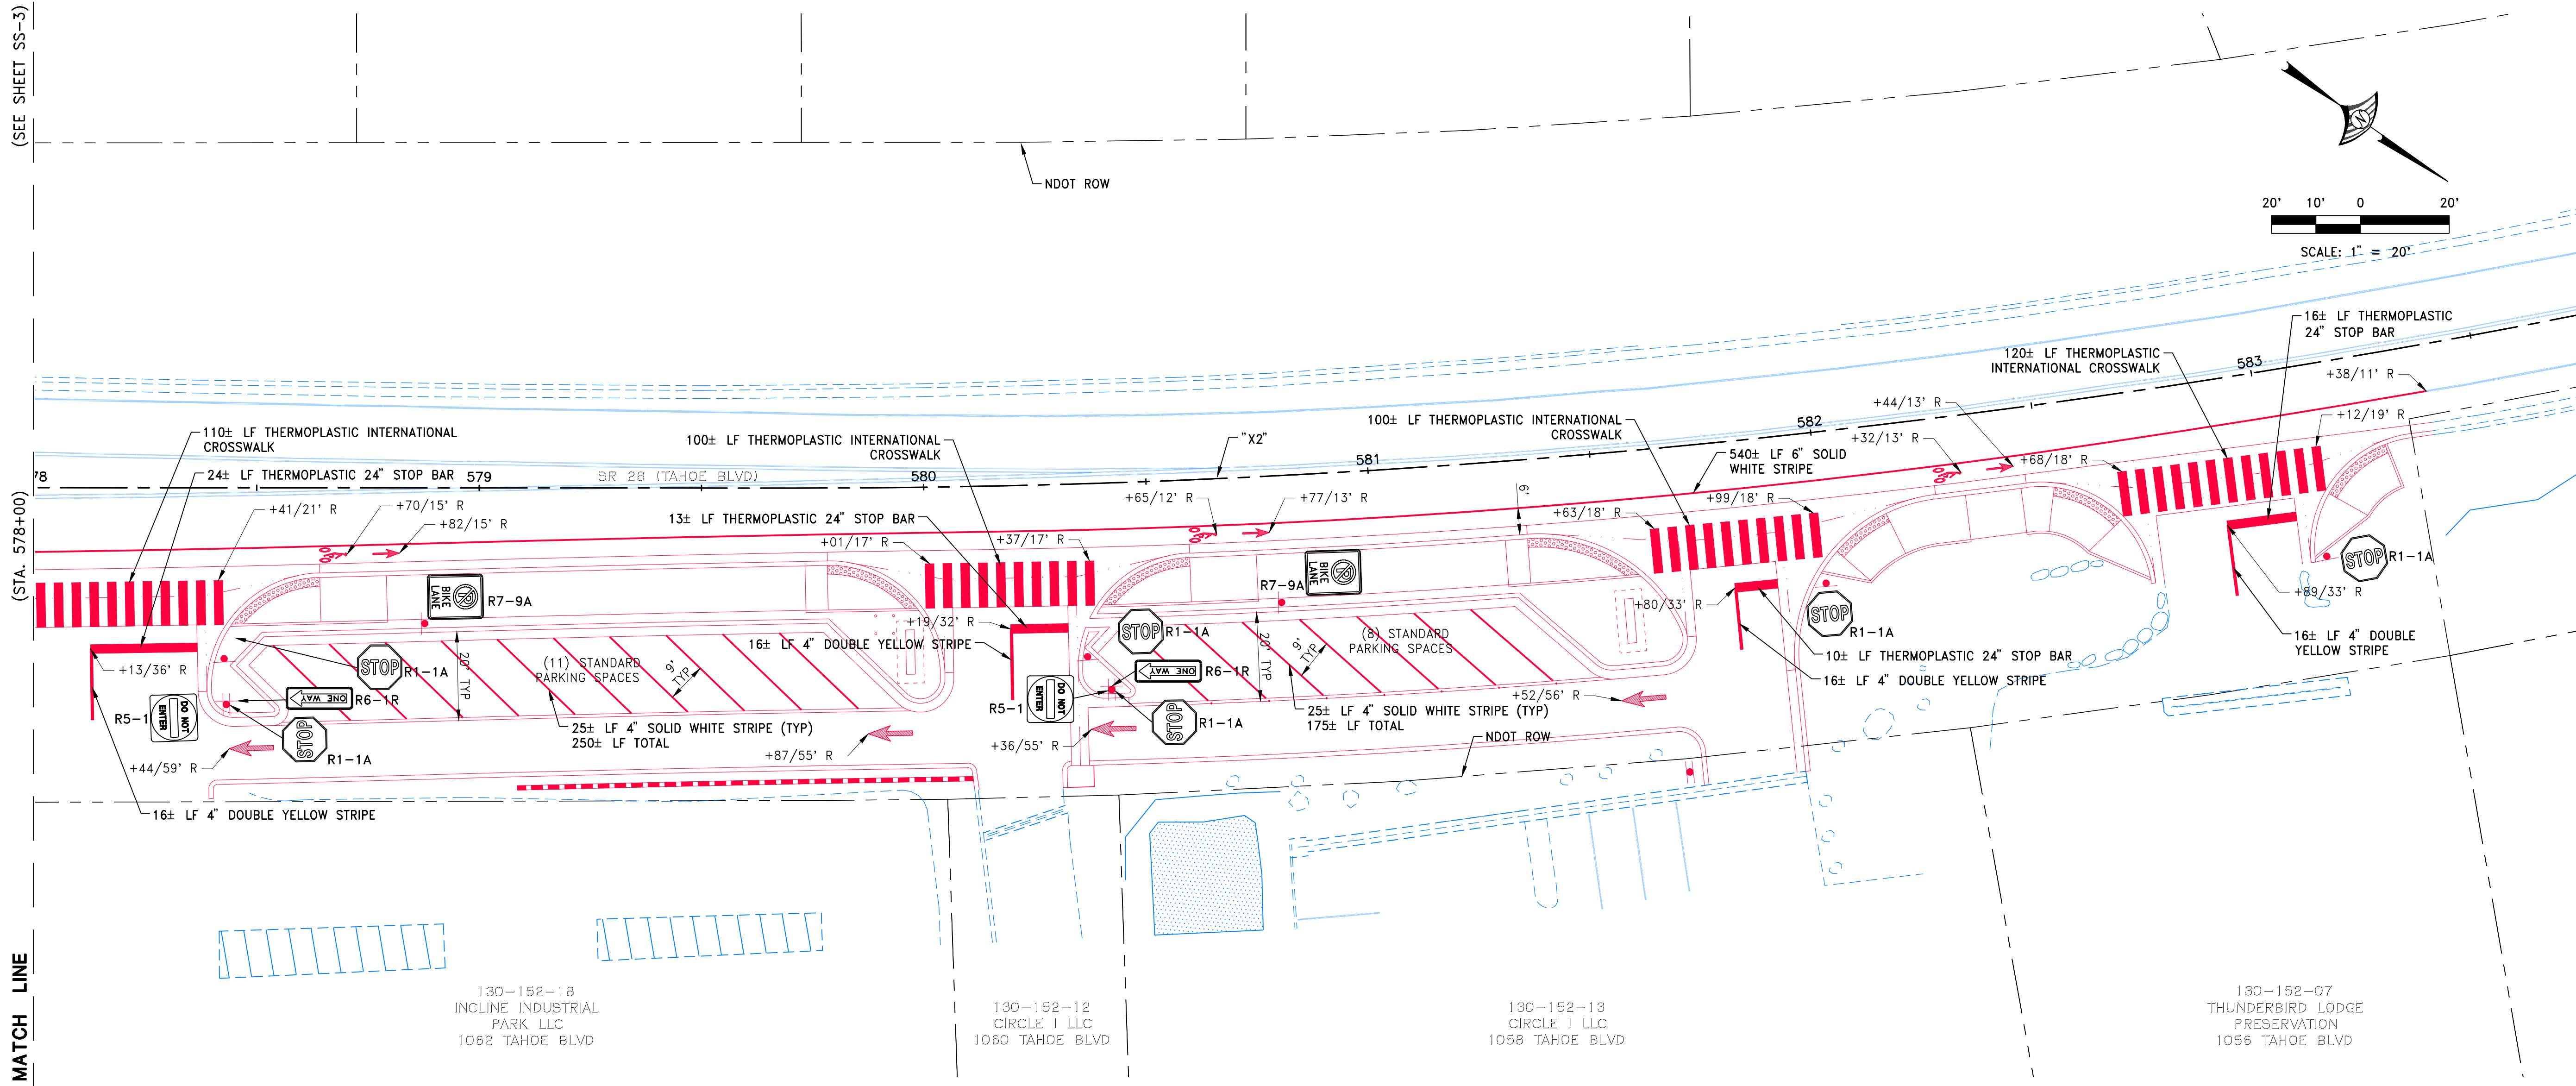 (SEE SHEET SS-3)
MATCH LINE
(STA. 578+00)
NDOT ROW
N
20' 10' 0 20'
SCALE: 1" = 20'
16± LF THERMOPLASTIC
24" STOP BAR
120± LF THERMOPLASTIC
INTERNATIONAL CROSSWALK
583
+38/11' R
+44/13' R
+12/19' R
110± LF THERMOPLASTIC INTERNATIONAL
CROSSWALK
100± LF THERMOPLASTIC INTERNATIONAL
CROSSWALK
"X2"
100± LF THERMOPLASTIC INTERNATIONAL
CROSSWALK
582
+32/13' R
540± LF 6" SOLID
WHITE STRIPE
+68/18' R
581
78
24± LF THERMOPLASTIC 24" STOP BAR
579
SR 28 (TAHOE BLVD)
580
+41/21' R
+70/15' R
+82/15' R
+65/12' R
+77/13' R
6'
+99/18' R
+63/18' R
13± LF THERMOPLASTIC 24" STOP BAR
+01/17' R
+37/17' R
BIKE
LANE
R7-9A
BIKE
LANE
R7-9A
STOP
R1-1A
+89/33' R
+80/33' R
STOP
R1-1A
+19/32' R
16± LF 4" DOUBLE YELLOW STRIPE
STOP
R1-1A
20' TYP
9'
TYP
(8) STANDARD
PARKING SPACES
16± LF 4" DOUBLE
YELLOW STRIPE
10± LF THERMOPLASTIC 24" STOP BAR
16± LF 4" DOUBLE YELLOW STRIPE
+13/36' R
STOP
R1-1A
20' TYP
(11) STANDARD
PARKING SPACES
9'
TYP
ONE WAY
R6-1R
ONE WAY
R6-1R
DO NOT
ENTER
R5-1
DO NOT
ENTER
R5-1
+52/56' R
25± LF 4" SOLID WHITE STRIPE (TYP)
175± LF TOTAL
STOP
R1-1A
25± LF 4" SOLID WHITE STRIPE (TYP)
250± LF TOTAL
STOP
R1-1A
+44/59' R
+87/55' R
+36/55' R
NDOT ROW
16± LF 4" DOUBLE YELLOW STRIPE
130-152-18
INCLINE INDUSTRIAL
PARK LLC
1062 TAHOE BLVD
130-152-12
CIRCLE I LLC
1060 TAHOE BLVD
130-152-13
CIRCLE I LLC
1058 TAHOE BLVD
130-152-07
THUNDERBIRD LODGE
PRESERVATION
1056 TAHOE BLVD